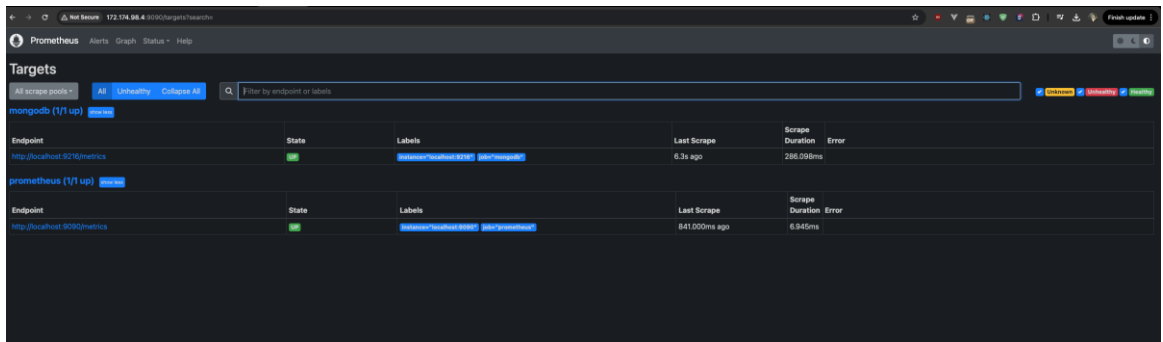 Not Secure 172.174.98.4:9090/targets?search= Finish update
Prometheus Alerts Graph Status Help
Targets
All scrape pools All Unhealthy Collapse All Filter by endpoint or labels Unknown Unhealthy Healthy
mongodb (1/1 up) show less
Endpoint State Labels Last Scrape Scrape Duration Error
http://localhost:9216/metrics UP instance="localhost:9216" job="mongodb" 6.3s ago 286.098ms
prometheus (1/1 up) show less
Endpoint State Labels Last Scrape Scrape Duration Error
http://localhost:9090/metrics UP instance="localhost:9090" job="prometheus" 841.000ms ago 6.945ms